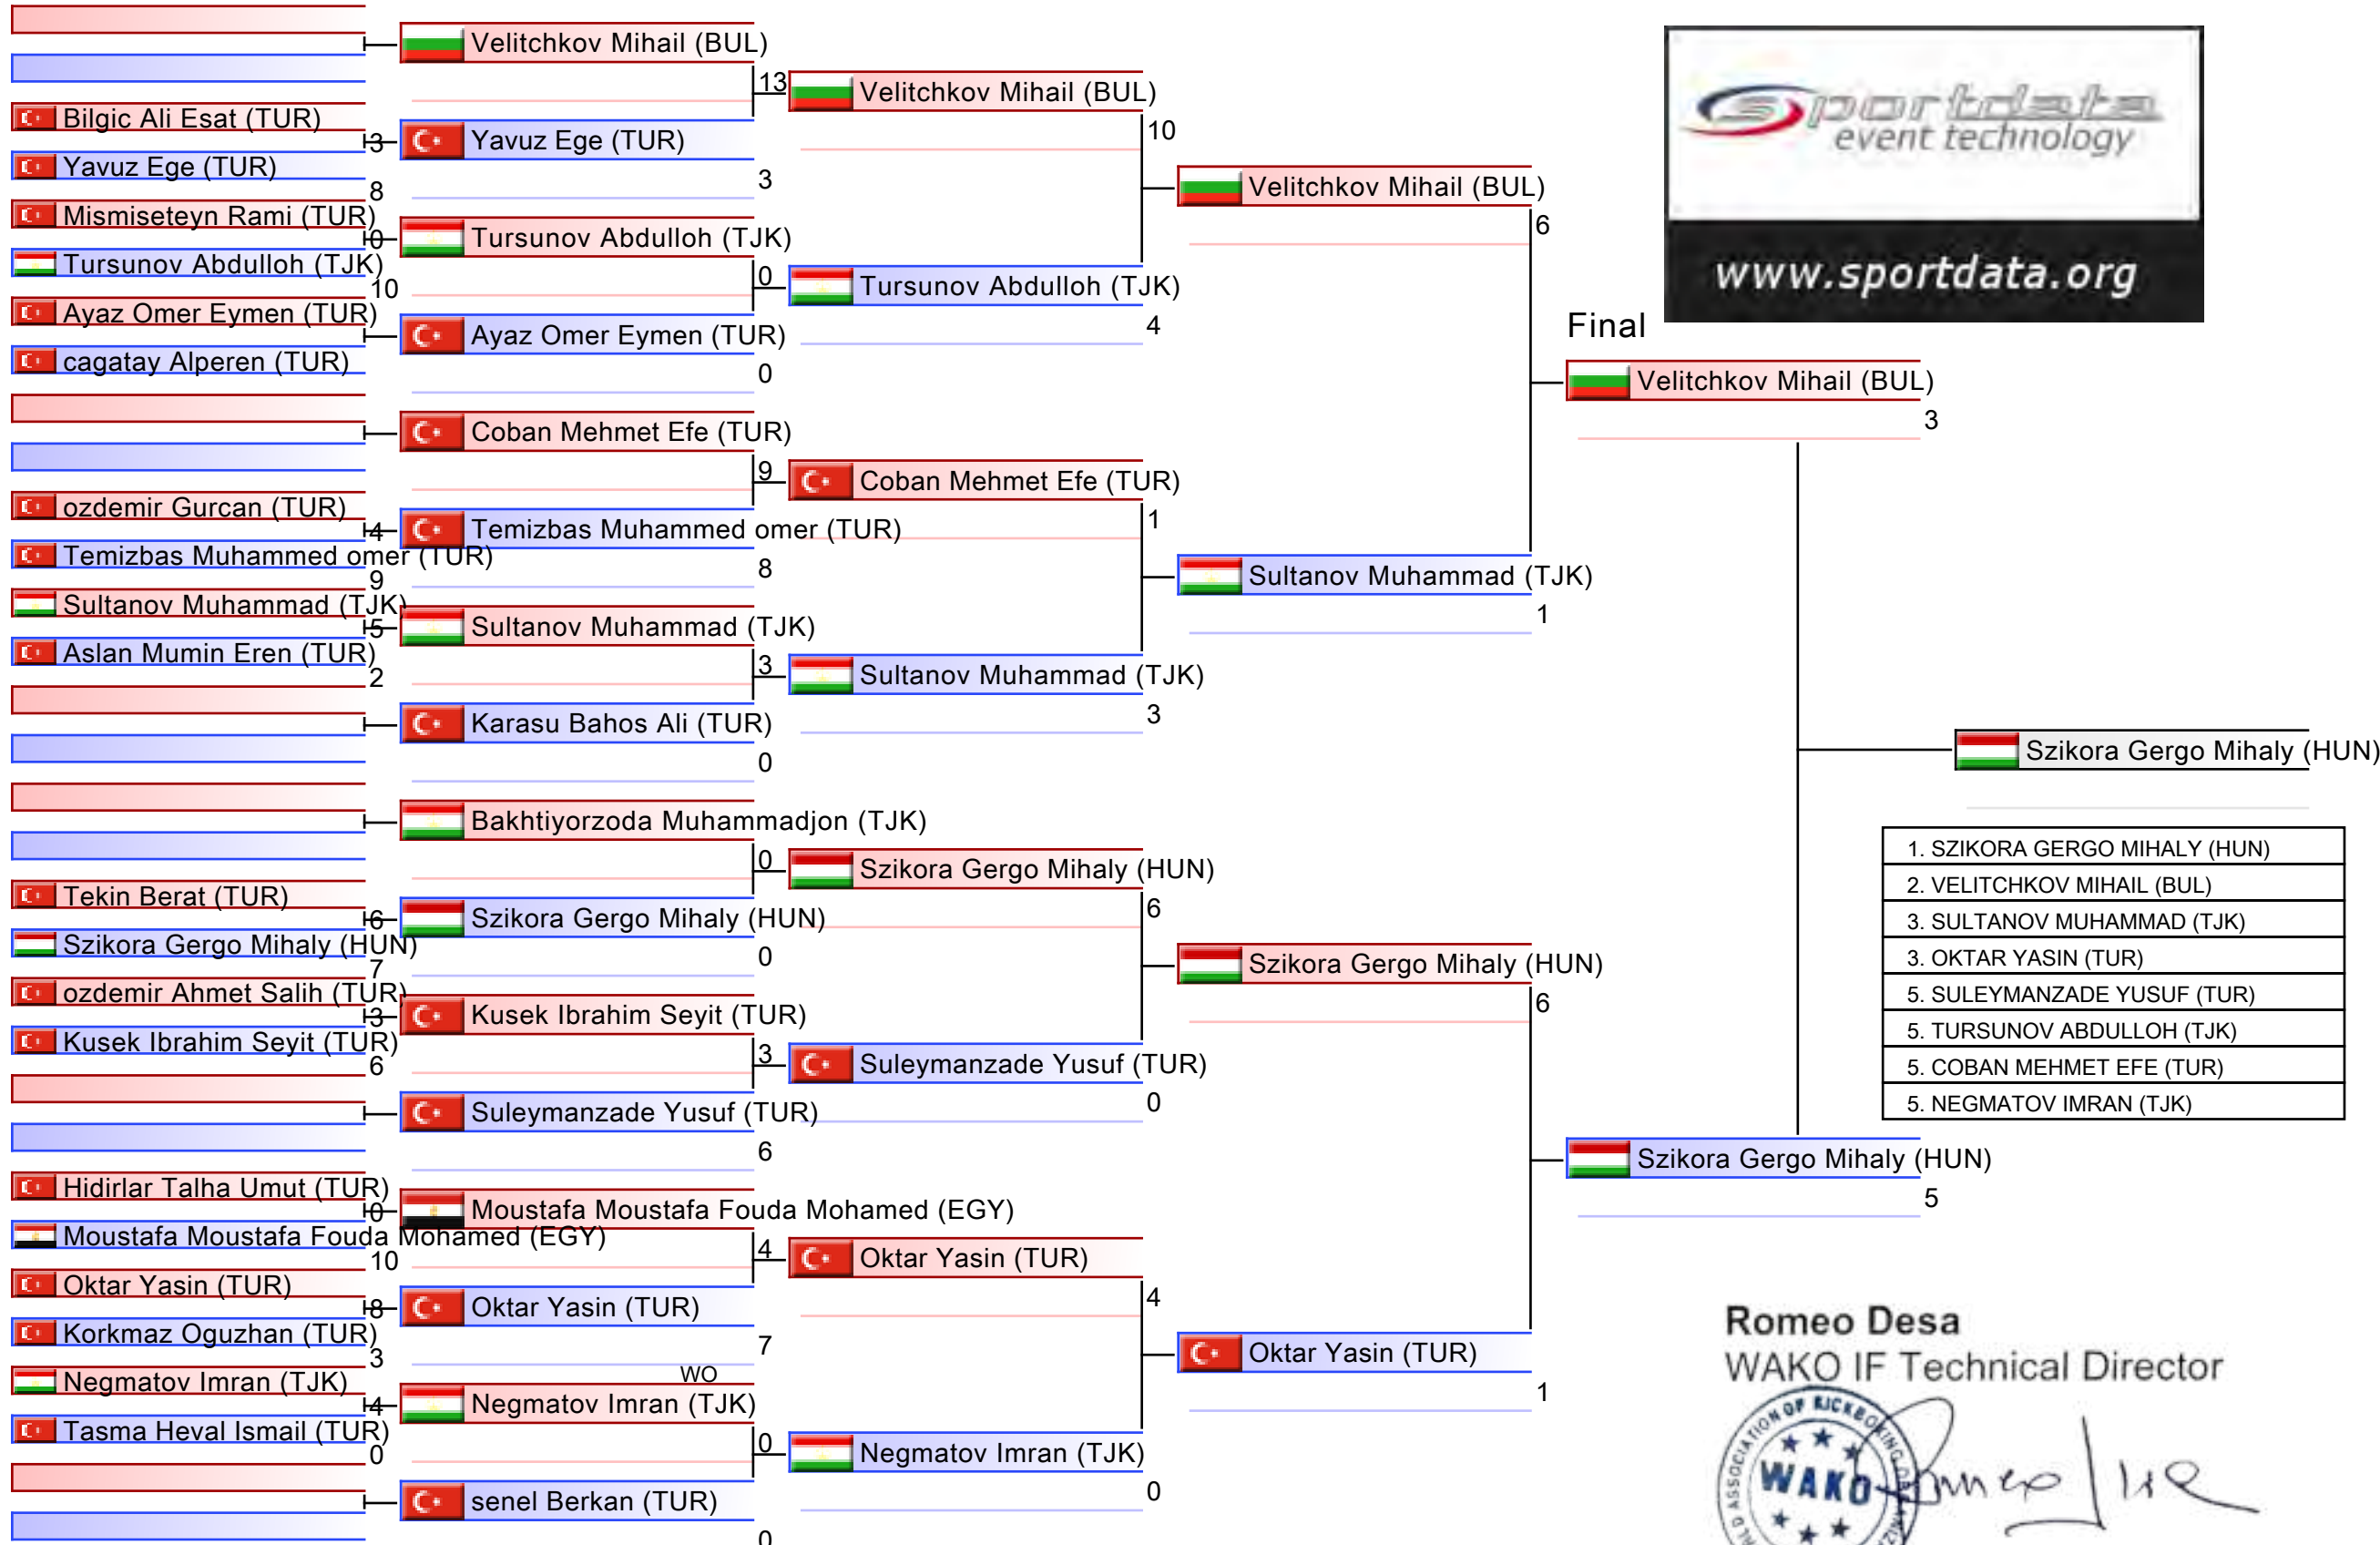 Velitchkov Mihail (BUL)
13
Velitchkov Mihail (BUL)
10
Bilgic Ali Esat (TUR)
3
Yavuz Ege (TUR)
8
Yavuz Ege (TUR)
3
Velitchkov Mihail (BUL)
6
Mismiseteyn Rami (TUR)
0
Tursunov Abdulloh (TJK)
10
Tursunov Abdulloh (TJK)
0
Tursunov Abdulloh (TJK)
4
Ayaz Omer Eymen (TUR)
cagatay Alperen (TUR)
Ayaz Omer Eymen (TUR)
0
sportdata
event technology
www.sportdata.org
Final
Velitchkov Mihail (BUL)
3
Coban Mehmet Efe (TUR)
9
Coban Mehmet Efe (TUR)
1
ozdemir Gurcan (TUR)
4
Temizbas Muhammed omer (TUR)
9
Temizbas Muhammed omer (TUR)
8
Sultanov Muhammad (TJK)
1
Sultanov Muhammad (TJK)
5
Aslan Mumin Eren (TUR)
2
Sultanov Muhammad (TJK)
3
Sultanov Muhammad (TJK)
3
Karasu Bahos Ali (TUR)
0
Szikora Gergo Mihaly (HUN)
Bakhtiyorzoda Muhammadjon (TJK)
0
Szikora Gergo Mihaly (HUN)
6
Tekin Berat (TUR)
6
Szikora Gergo Mihaly (HUN)
7
Szikora Gergo Mihaly (HUN)
0
Szikora Gergo Mihaly (HUN)
6
ozdemir Ahmet Salih (TUR)
3
Kusek Ibrahim Seyit (TUR)
6
Kusek Ibrahim Seyit (TUR)
3
Suleymanzade Yusuf (TUR)
0
Suleymanzade Yusuf (TUR)
6
1. SZIKORA GERGO MIHALY (HUN)
2. VELITCHKOV MIHAIL (BUL)
3. SULTANOV MUHAMMAD (TJK)
3. OKTAR YASIN (TUR)
5. SULEYMANZADE YUSUF (TUR)
5. TURSUNOV ABDULLOH (TJK)
5. COBAN MEHMET EFE (TUR)
5. NEGMATOV IMRAN (TJK)
Szikora Gergo Mihaly (HUN)
5
Hidirlar Talha Umut (TUR)
0
Moustafa Moustafa Fouda Mohamed (EGY)
10
Moustafa Moustafa Fouda Mohamed (EGY)
4
Oktar Yasin (TUR)
4
Oktar Yasin (TUR)
8
Korkmaz Oguzhan (TUR)
3
Oktar Yasin (TUR)
7
Oktar Yasin (TUR)
1
WO
Negmatov Imran (TJK)
4
Tasma Heval Ismail (TUR)
0
Negmatov Imran (TJK)
0
Negmatov Imran (TJK)
0
senel Berkan (TUR)
0
Romeo Desa
WAKO IF Technical Director
WAKO